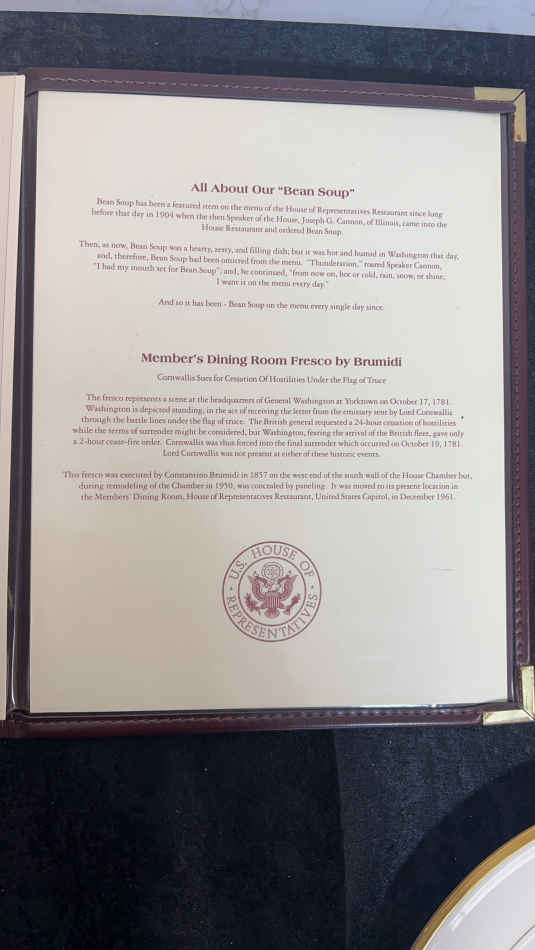 All About Our "Bean Soup"
Bean Soup has been a featured item on the menu of the House of Representatives Restaurant since long
before that day in 1904 when the then Speaker of the House, Joseph G. Cannon, of Illinois, came into the
House Restaurant and ordered Bean Soup.
Then, as now, Bean Soup was a hearty, zesty, and filling dish; but it was hot and humid in Washington that day,
and, therefore, Bean Soup had been omitted from the menu. "Thunderation," roared Speaker Cannon,
"I had my mouth set for Bean Soup"; and, he continued, "from now on, hot or cold, rain, snow, or shine,
I want it on the menu every day."
And so it has been - Bean Soup on the menu every single day since.
Member's Dining Room Fresco by Brumidi
Cornwallis Sues for Cessation Of Hostilities Under the Flag of Truce
The fresco represents a scene at the headquarters of General Washington at Yorktown on October 17, 1781.
Washington is depicted standing, in the act of receiving the letter from the emissary sent by Lord Cornwallis
through the battle lines under the flag of truce. The British general requested a 24-hour cessation of hostilities
while the terms of surrender might be considered, but Washington, fearing the arrival of the British fleet, gave only
a 2-hour cease-fire order. Cornwallis was thus forced into the final surrender which occurred on October 19, 1781.
Lord Cornwallis was not present at either of these historic events.
This fresco was executed by Constantino Brumidi in 1857 on the west end of the south wall of the House Chamber but,
during remodeling of the Chamber in 1950, was concealed by paneling. It was moved to its present location in
the Members' Dining Room, House of Representatives Restaurant, United States Capitol, in December 1961.
U.S. HOUSE OF
REPRESENTATIVES